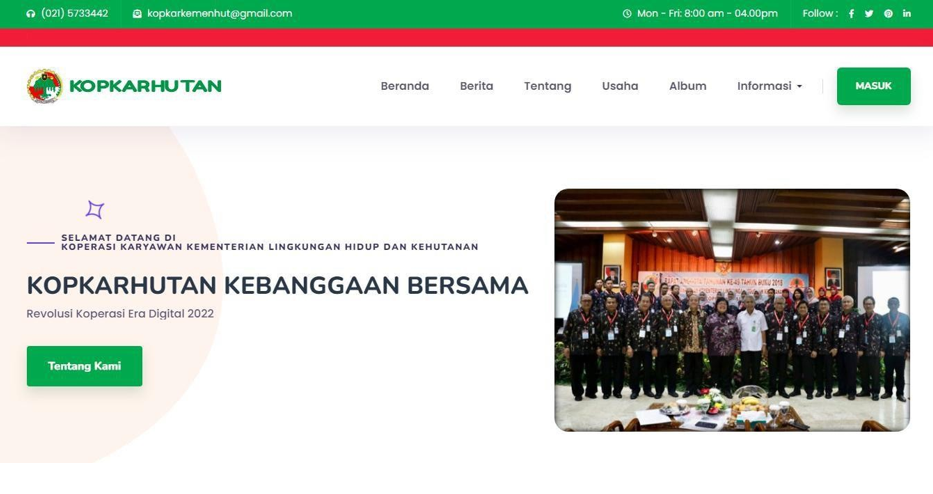 (021) 5733442 kopkarkemenhut@gmail.com Mon - Fri: 8:00 am - 04.00pm Follow :
KOPKARHUTAN Beranda Berita Tentang Usaha Album Informasi MASUK
SELAMAT DATANG DI
KOPERASI KARYAWAN KEMENTERIAN LINGKUNGAN HIDUP DAN KEHUTANAN
KOPKARHUTAN KEBANGGAAN BERSAMA
Revolusi Koperasi Era Digital 2022
Tentang Kami